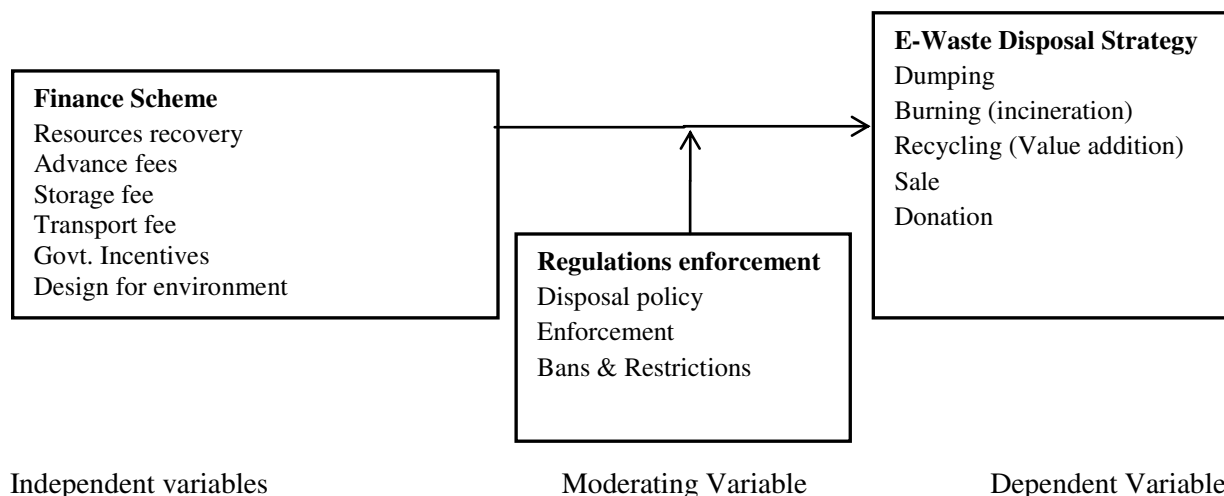 Finance Scheme
Resources recovery
Advance fees
Storage fee
Transport fee
Govt. Incentives
Design for environment
Regulations enforcement
Disposal policy
Enforcement
Bans & Restrictions
E-Waste Disposal Strategy
Dumping
Burning (incineration)
Recycling (Value addition)
Sale
Donation
Independent variables
Moderating Variable
Dependent Variable